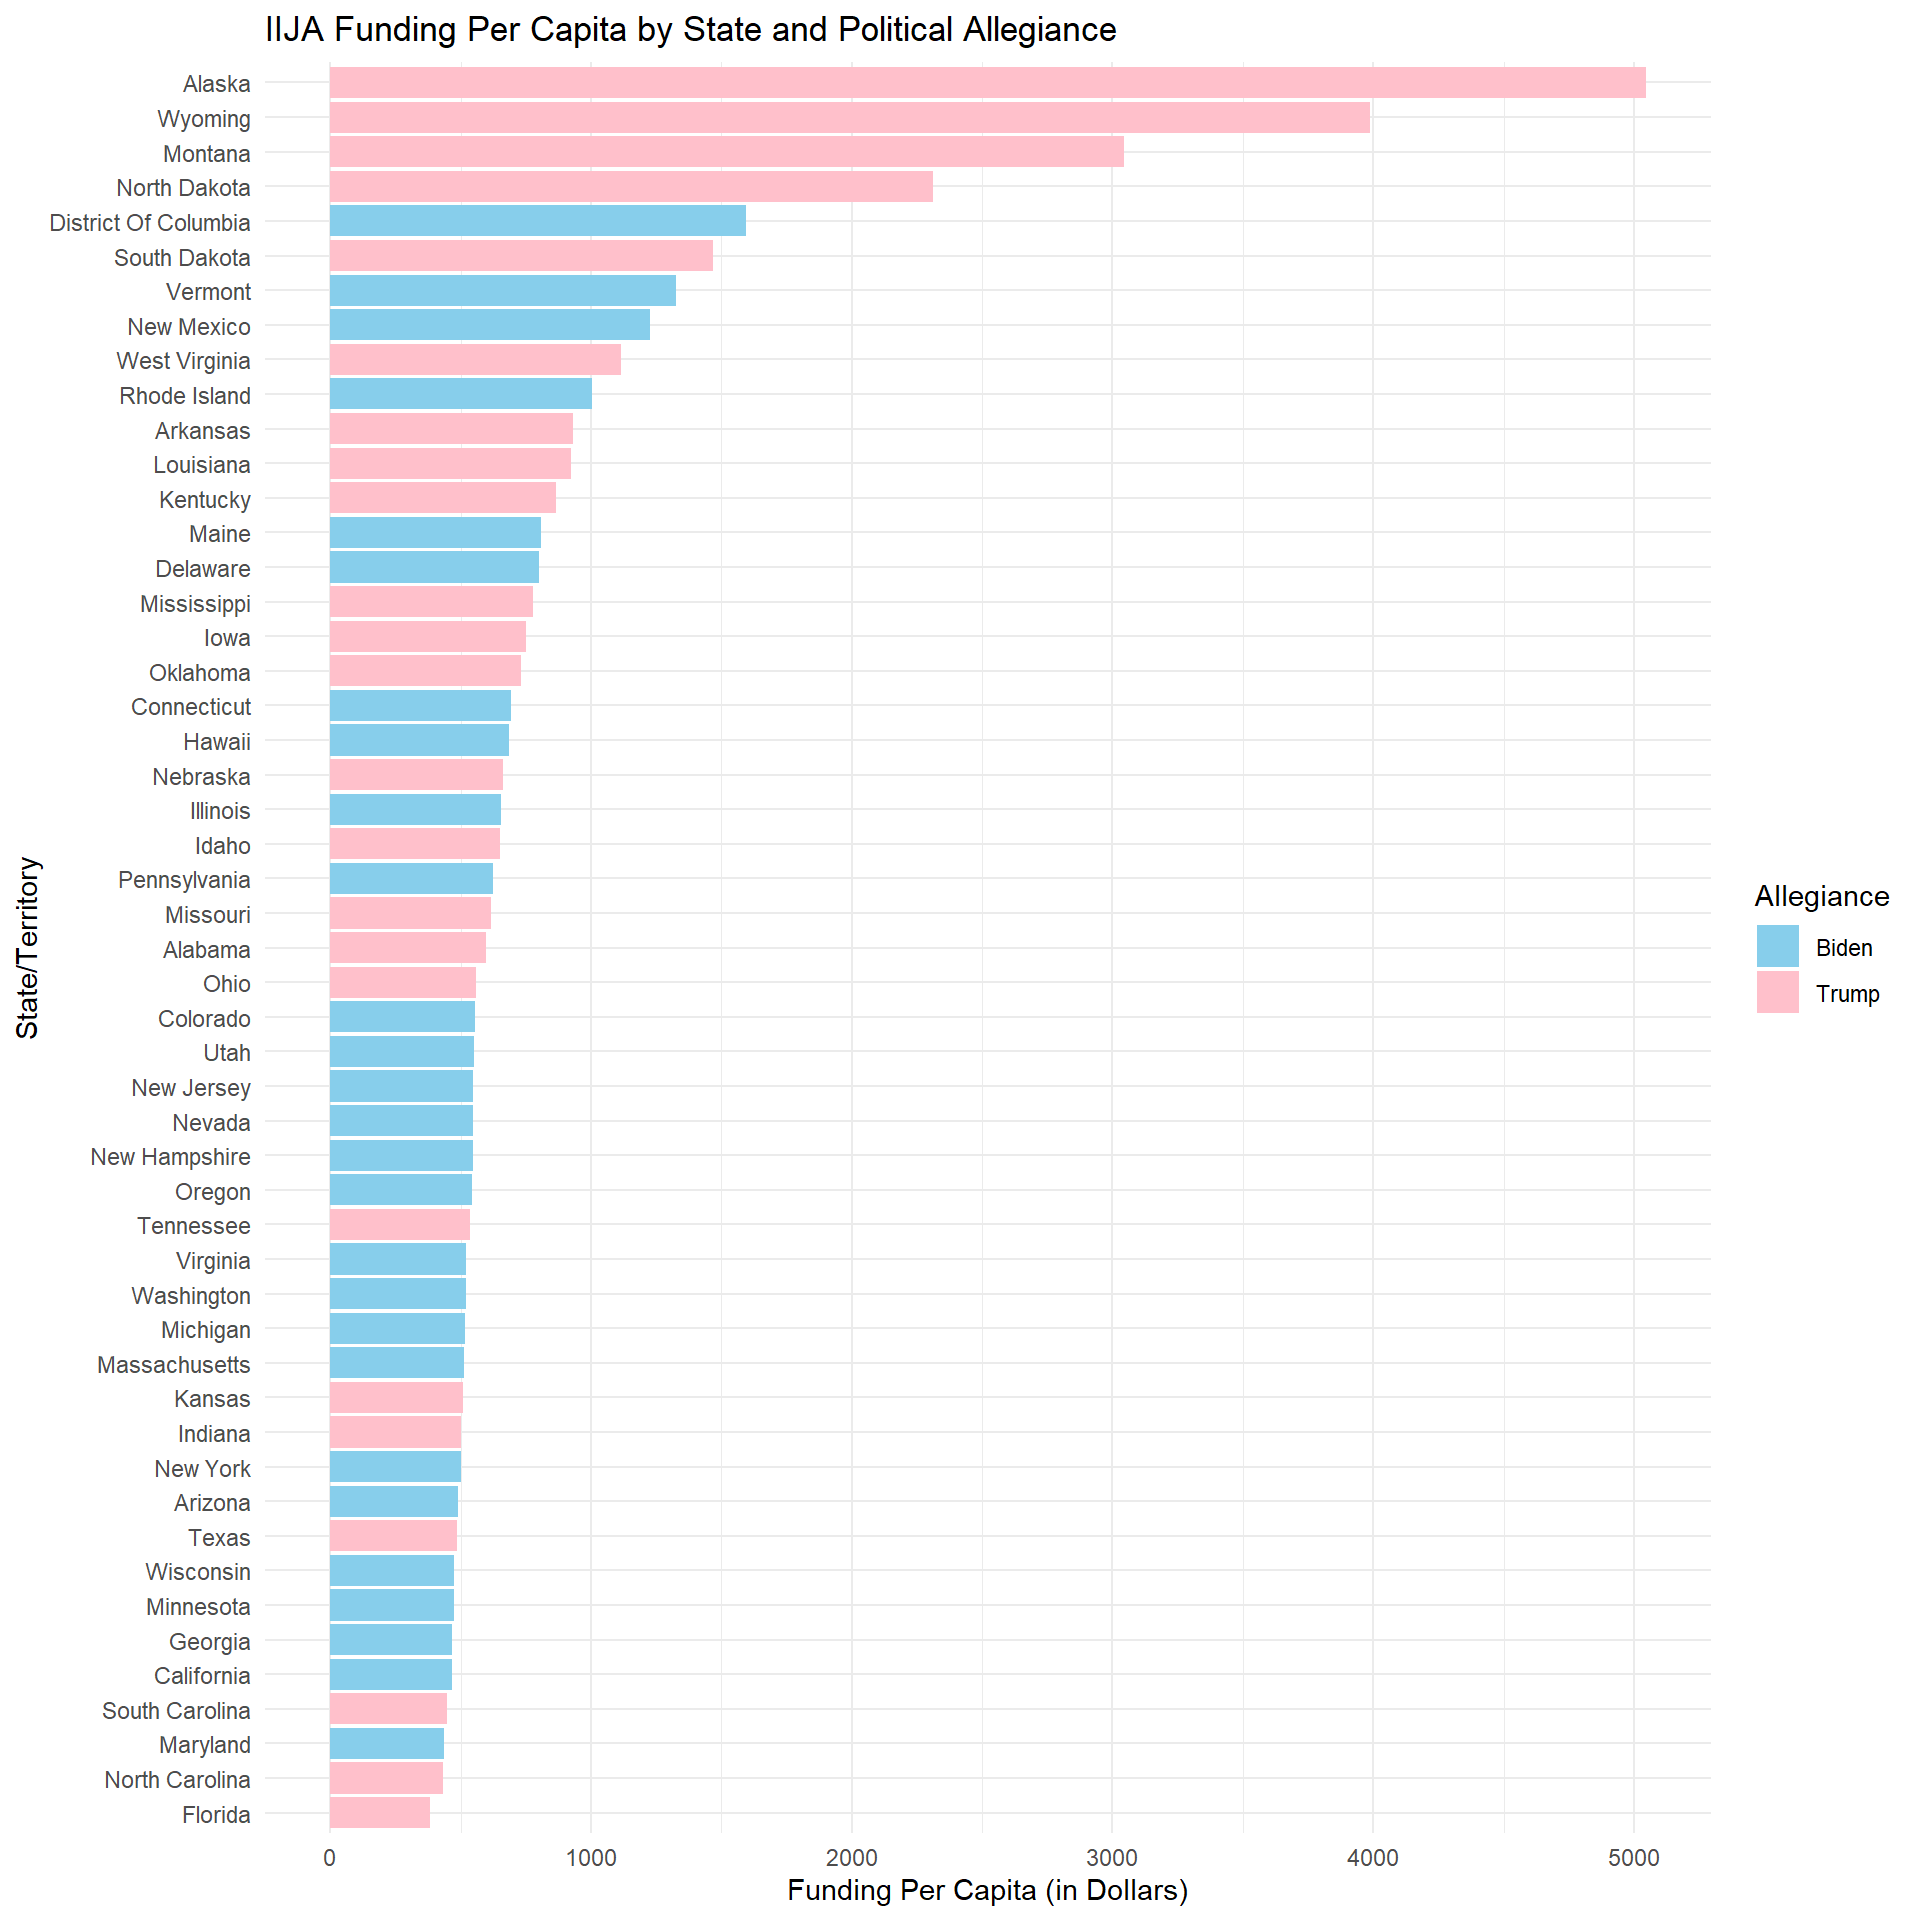 IIJA Funding Per Capita by State and Political Allegiance
Alaska
Wyoming
Montana
North Dakota
District Of Columbia
South Dakota
Vermont
New Mexico
West Virginia
Rhode Island
Arkansas
Louisiana
Kentucky
Maine
Delaware
Mississippi
Iowa
Oklahoma
Connecticut
Hawaii
Nebraska
Illinois
Idaho
Pennsylvania
Missouri
Alabama
Ohio
Colorado
Utah
New Jersey
Nevada
New Hampshire
Oregon
Tennessee
Virginia
Washington
Michigan
Massachusetts
Kansas
Indiana
New York
Arizona
Texas
Wisconsin
Minnesota
Georgia
California
South Carolina
Maryland
North Carolina
Florida
State/Territory
0 1000 2000 3000 4000 5000
Funding Per Capita (in Dollars)
Allegiance
Biden
Trump